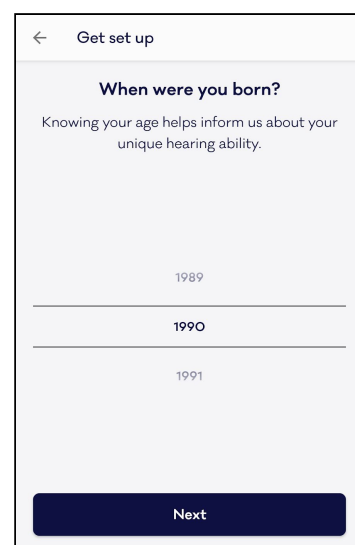 Get set up
When were you born?
Knowing your age helps inform us about your
unique hearing ability.
1989
1990
1991
Next